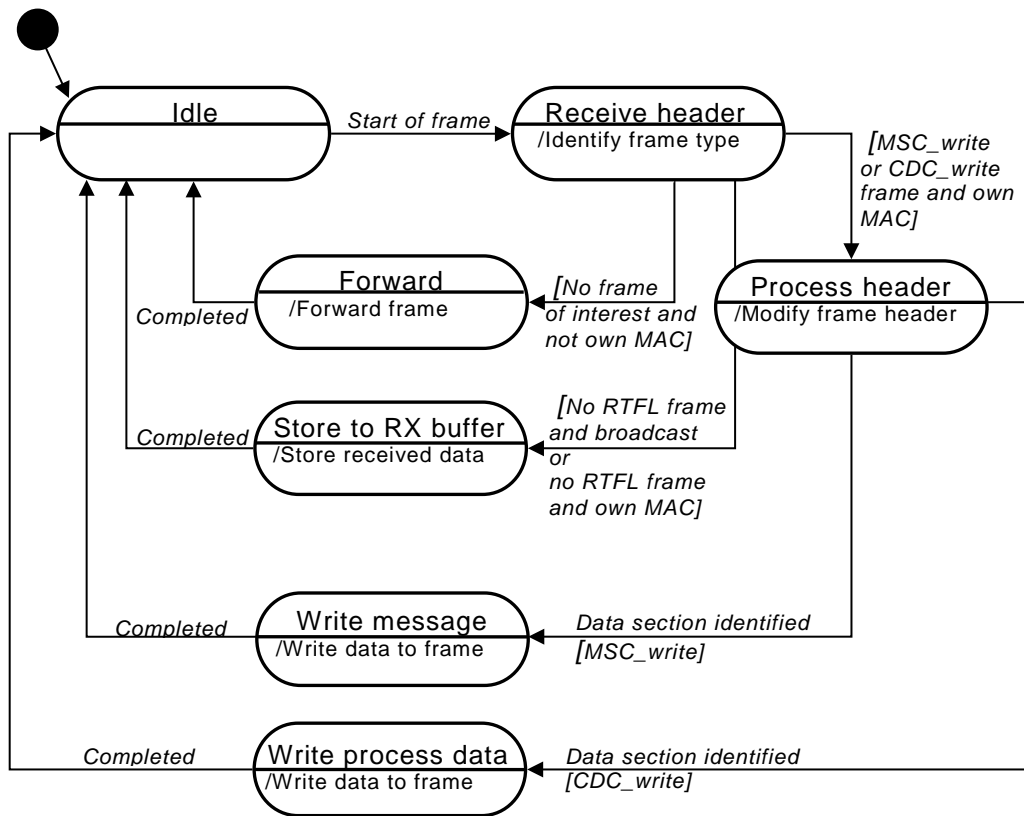 Idle
Start of frame
Receive header
/Identify frame type
[MSC_write
or CDC_write
frame and own
MAC]
Forward
/Forward frame
Completed
[No frame
of interest and
not own MAC]
Process header
/Modify frame header
Store to RX buffer
/Store received data
Completed
[No RTFL frame
and broadcast
or
no RTFL frame
and own MAC]
Write message
/Write data to frame
Completed
Data section identified
[MSC_write]
Write process data
/Write data to frame
Completed
Data section identified
[CDC_write]